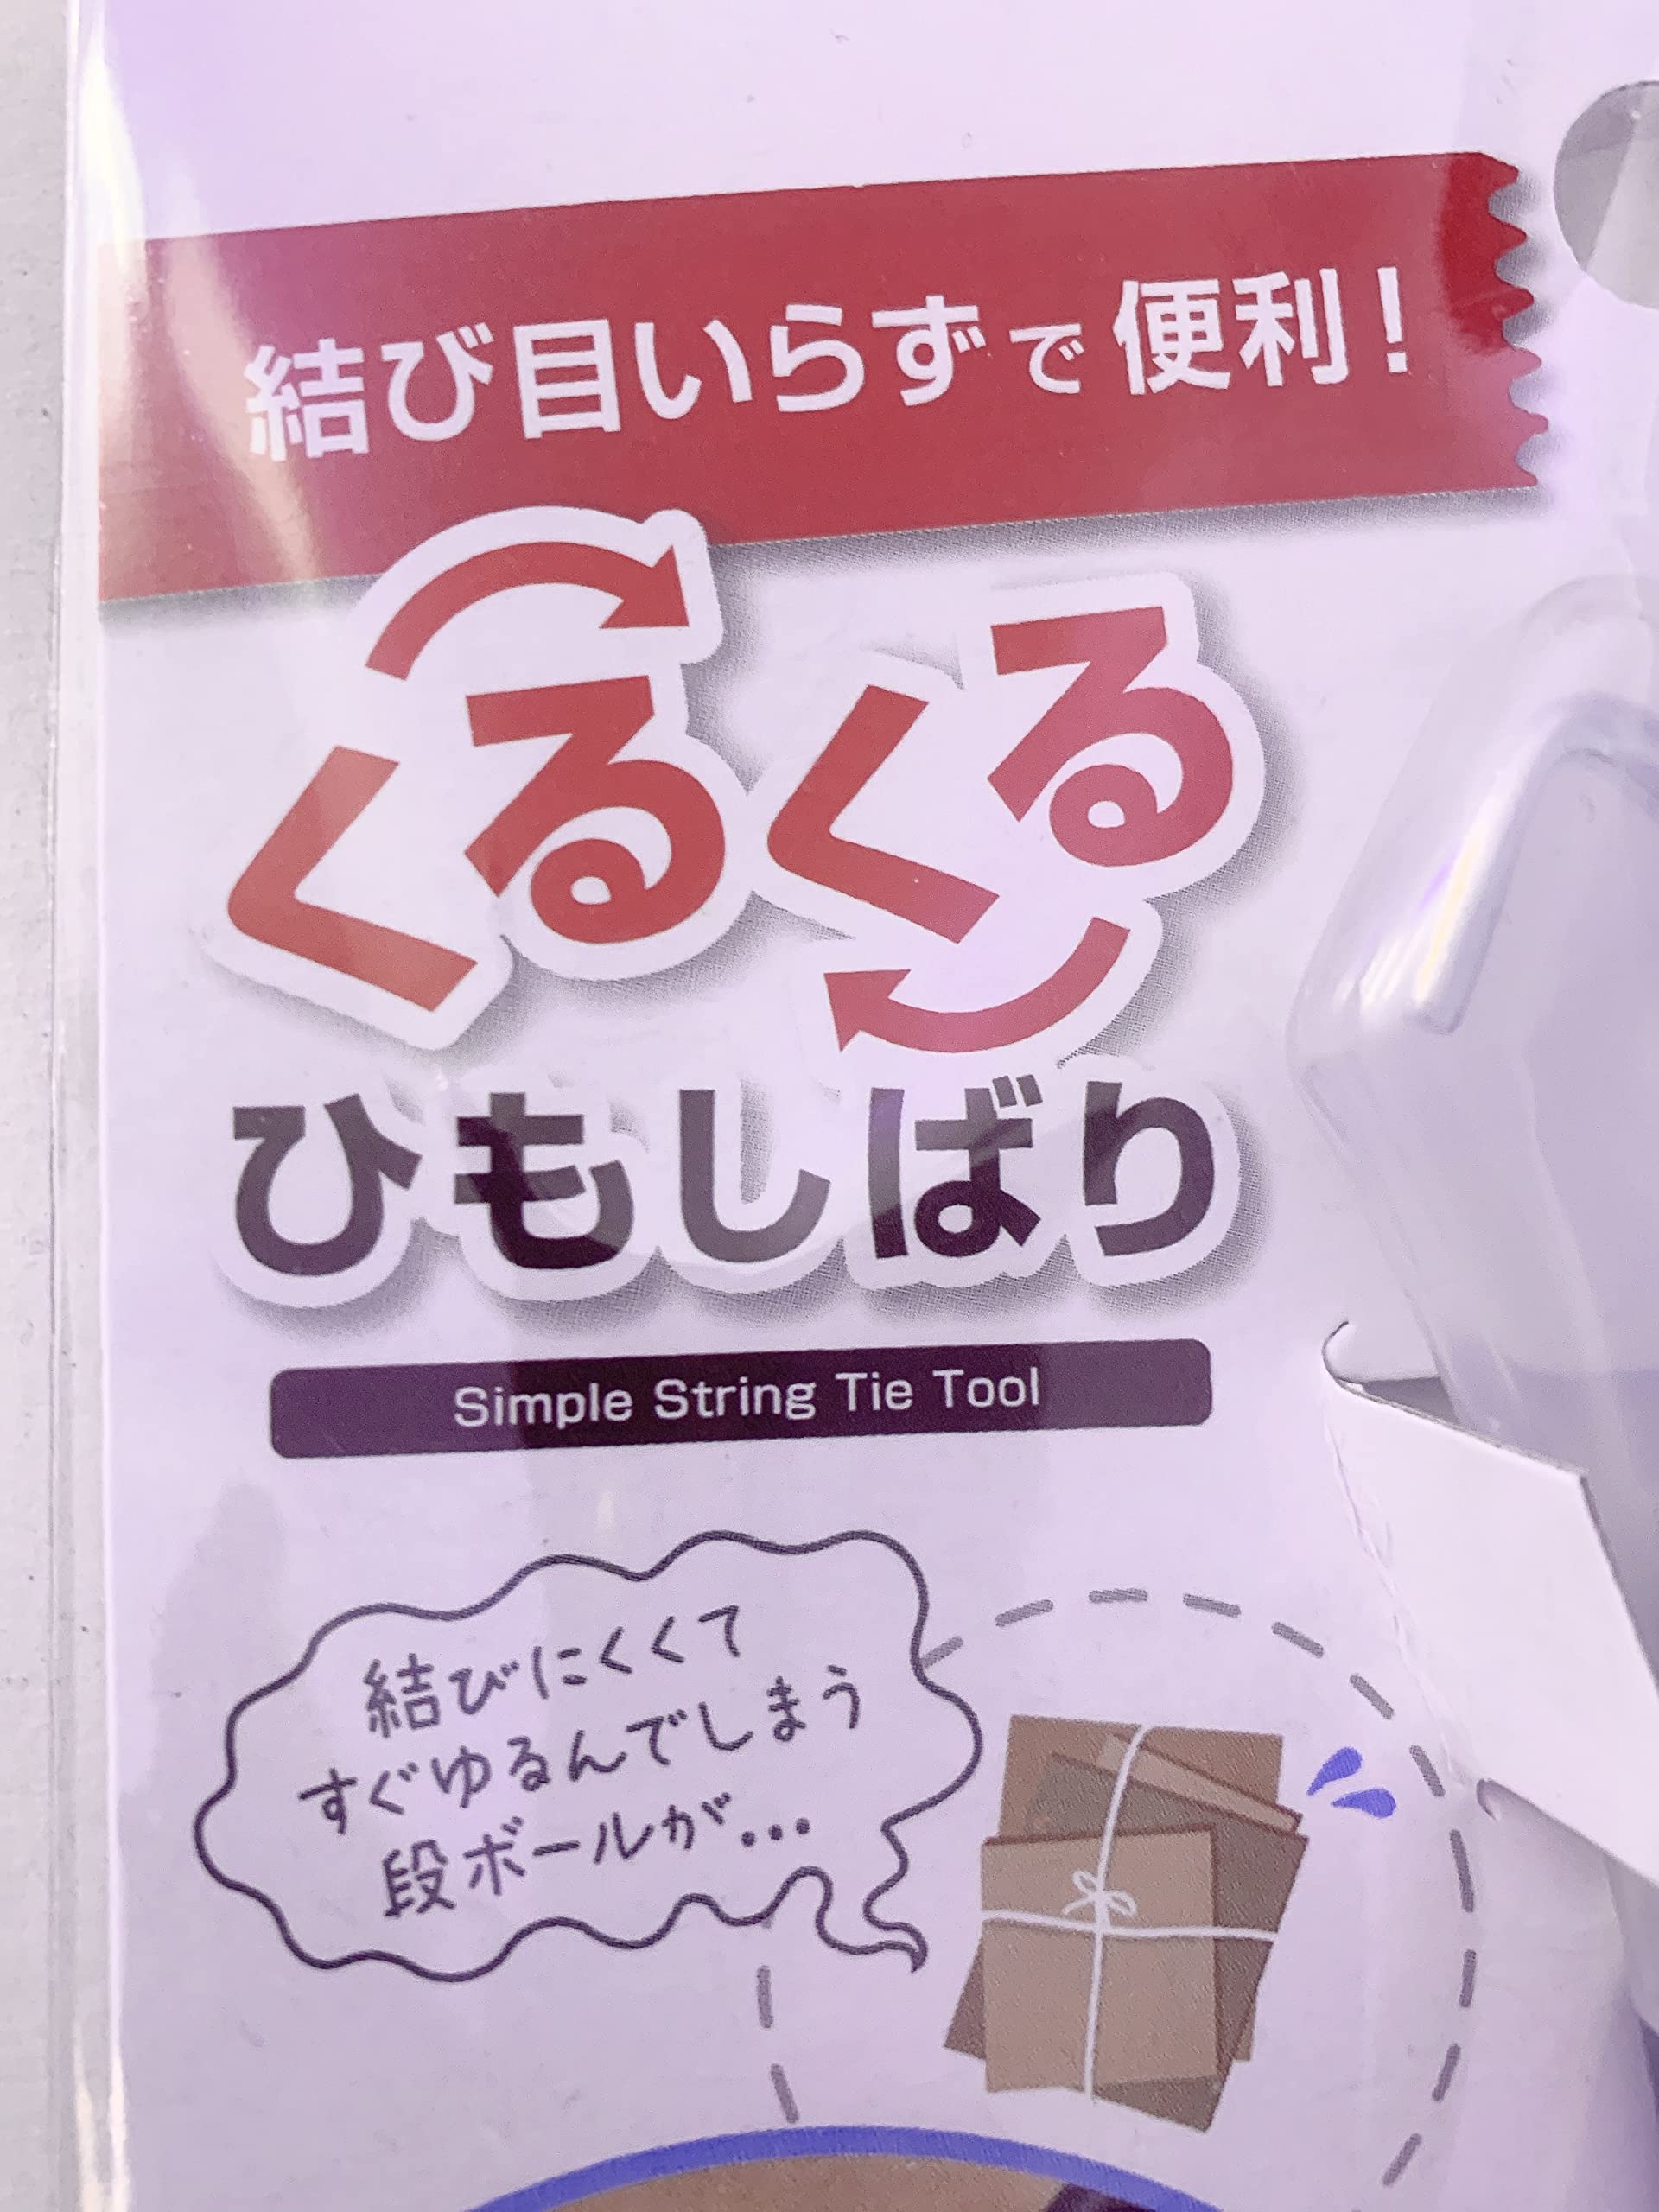 結び目いらずで便利！
くるくる
ひもしばり
Simple String Tie Tool
結びにくくて
すぐゆるんでしまう
段ボールが…